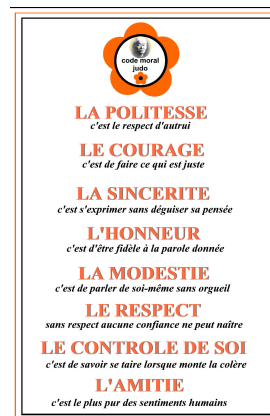 code moral
judo
LA POLITESSE
c'est le respect d'autrui
LE COURAGE
c'est de faire ce qui est juste
LA SINCERITE
c'est s'exprimer sans déguiser sa pensée
L'HONNEUR
c'est d'être fidèle à la parole donnée
LA MODESTIE
c'est de parler de soi-même sans orgueil
LE RESPECT
sans respect aucune confiance ne peut naître
LE CONTROLE DE SOI
c'est de savoir se taire lorsque monte la colère
L'AMITIE
c'est le plus pur des sentiments humains